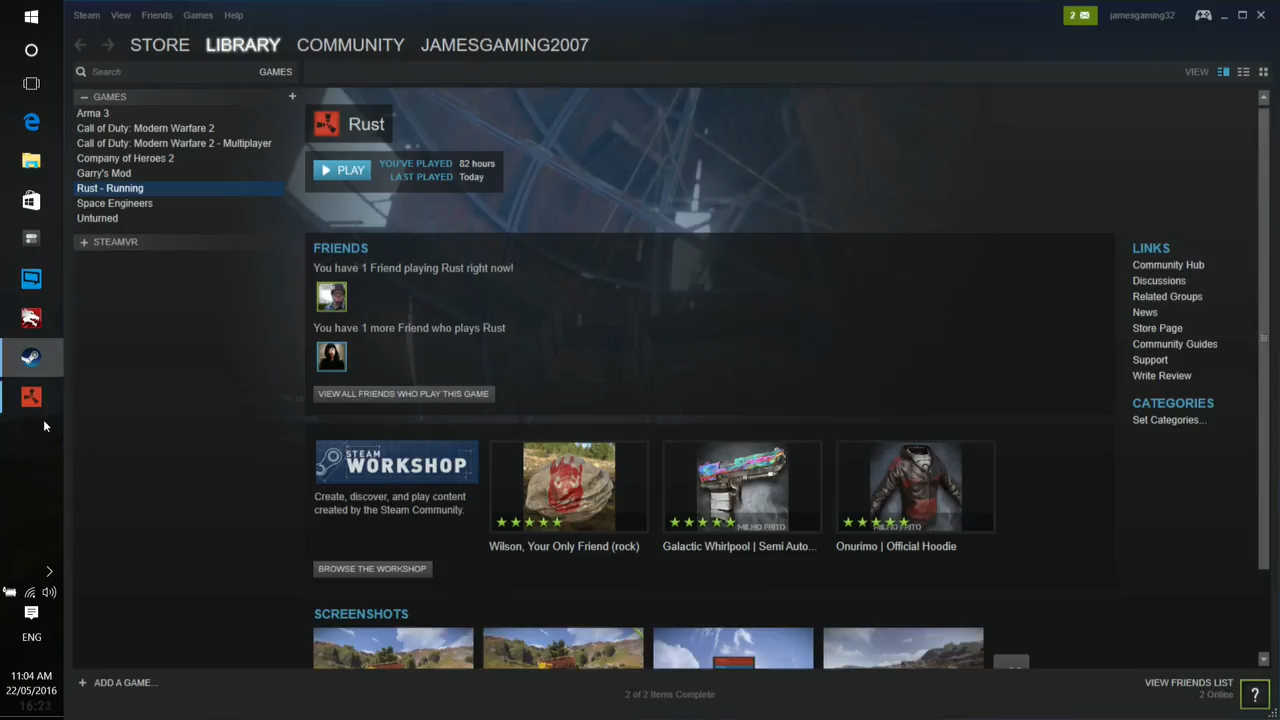 Steam View Friends Games Help
2
jamesgaming32
STORE LIBRARY COMMUNITY JAMESGAMING2007
Search GAMES
VIEW
− GAMES +
Arma 3
Call of Duty: Modern Warfare 2
Call of Duty: Modern Warfare 2 - Multiplayer
Company of Heroes 2
Garry's Mod
Rust - Running
Space Engineers
Unturned
+ STEAMVR
Rust
PLAY
YOU'VE PLAYED 82 hours
LAST PLAYED Today
FRIENDS
You have 1 Friend playing Rust right now!
You have 1 more Friend who plays Rust
VIEW ALL FRIENDS WHO PLAY THIS GAME
LINKS
Community Hub
Discussions
Related Groups
News
Store Page
Community Guides
Support
Write Review
CATEGORIES
Set Categories...
STEAM
WORKSHOP
Create, discover, and play content
created by the Steam Community.
BROWSE THE WORKSHOP
Wilson, Your Only Friend (rock)
MILHO FRITO
Galactic Whirlpool | Semi Auto...
MILHO FRITO
Onurimo | Official Hoodie
SCREENSHOTS
+ ADD A GAME...
2 of 2 Items Complete
VIEW FRIENDS LIST
2 Online
?
ENG
11:04 AM
22/05/2016